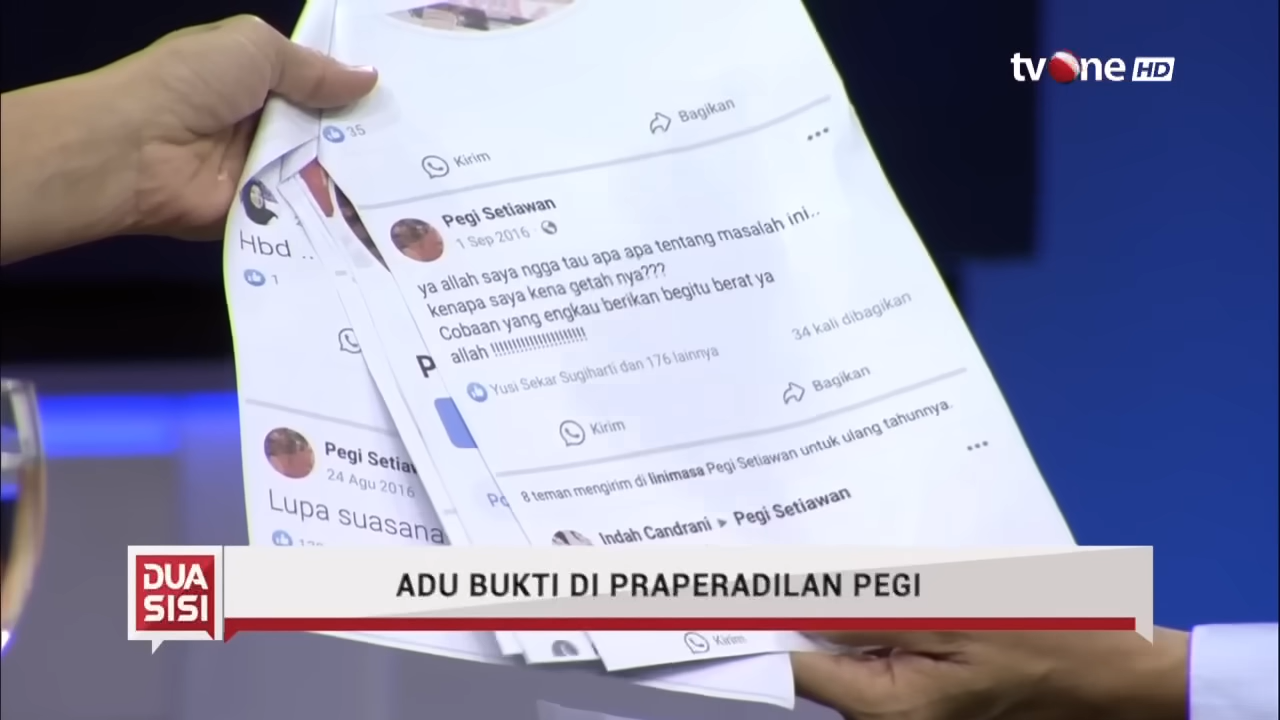 tvOne HD
35
Kirim
Bagikan
Pegi Setiawan
1 Sep 2016
ya allah saya ngga tau apa apa tentang masalah ini..
kenapa saya kena getah nya???
Cobaan yang engkau berikan begitu berat ya
allah !!!!!!!!!!!!!!!!!!!!!!
Yusi Sekar Sugiharti dan 176 lainnya
34 kali dibagikan
Kirim
Bagikan
8 teman mengirim di linimasa Pegi Setiawan untuk ulang tahunnya.
Indah Candrani ▸ Pegi Setiawan
Kirim
Hbd ..
1
Pegi Setiaw
24 Agu 2016
Lupa suasana
DUA
SISI
ADU BUKTI DI PRAPERADILAN PEGI